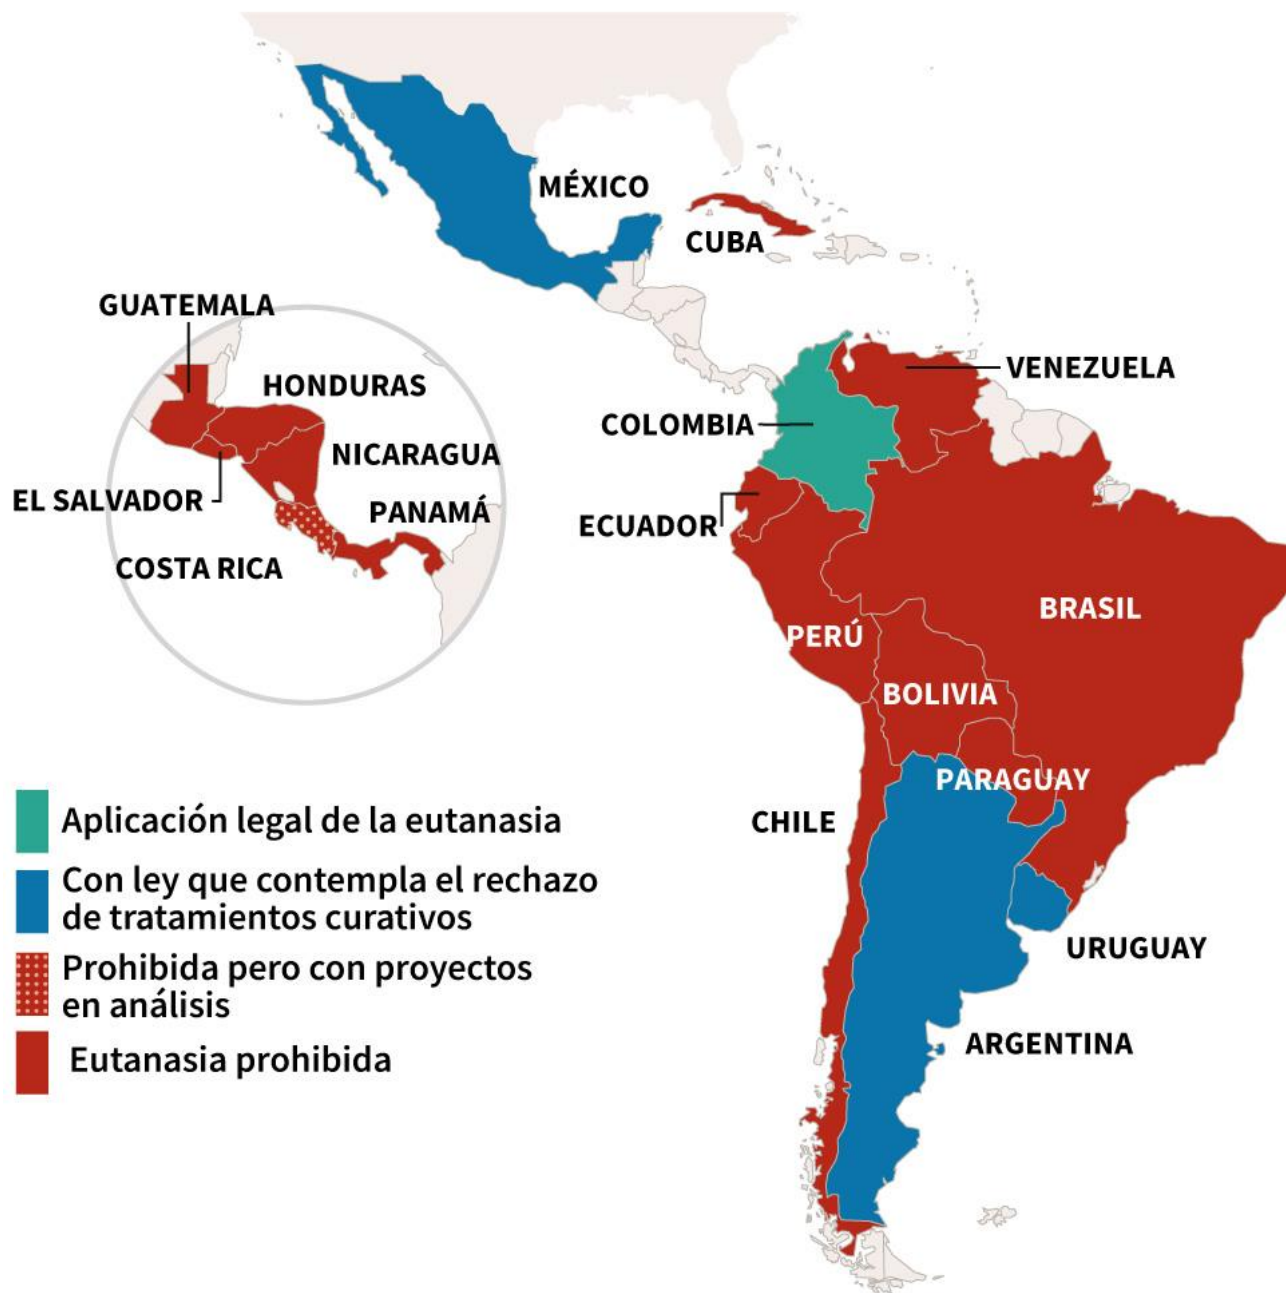 MÉXICO
CUBA
GUATEMALA
HONDURAS
VENEZUELA
COLOMBIA
NICARAGUA
EL SALVADOR
PANAMÁ
ECUADOR
COSTA RICA
BRASIL
PERÚ
BOLIVIA
PARAGUAY
CHILE
Aplicación legal de la eutanasia
Con ley que contempla el rechazo
de tratamientos curativos
URUGUAY
Prohibida pero con proyectos
en análisis
ARGENTINA
Eutanasia prohibida